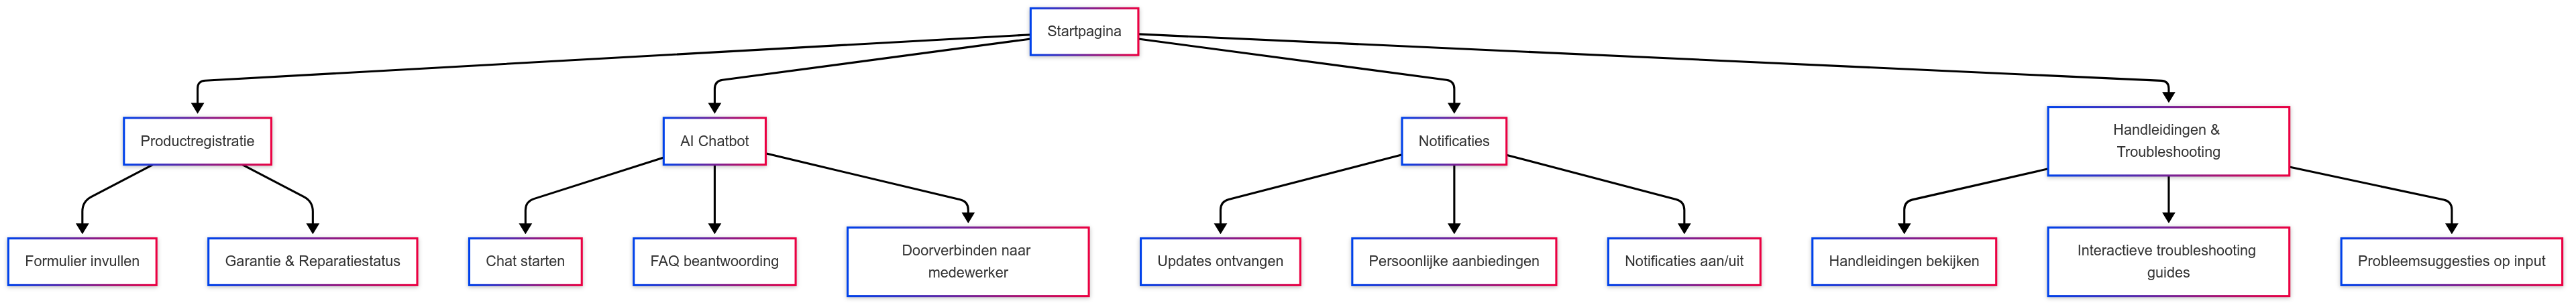 Startpagina
Productregistratie
AI Chatbot
Notificaties
Handleidingen &
Troubleshooting
Formulier invullen
Garantie & Reparatiestatus
Chat starten
FAQ beantwoording
Doorverbinden naar
medewerker
Updates ontvangen
Persoonlijke aanbiedingen
Notificaties aan/uit
Handleidingen bekijken
Interactieve troubleshooting
guides
Probleemsuggesties op input